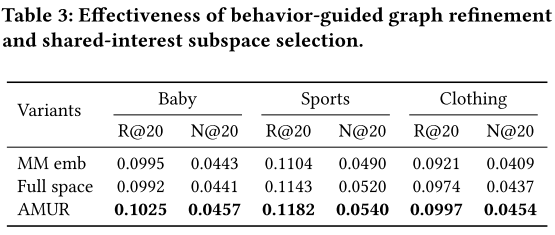 Table 3: Effectiveness of behavior-guided graph refinement
and shared-interest subspace selection.
Variants Baby Sports Clothing
R@20 N@20 R@20 N@20 R@20 N@20
MM emb 0.0995 0.0443 0.1104 0.0490 0.0921 0.0409
Full space 0.0992 0.0441 0.1143 0.0520 0.0974 0.0437
AMUR 0.1025 0.0457 0.1182 0.0540 0.0997 0.0454